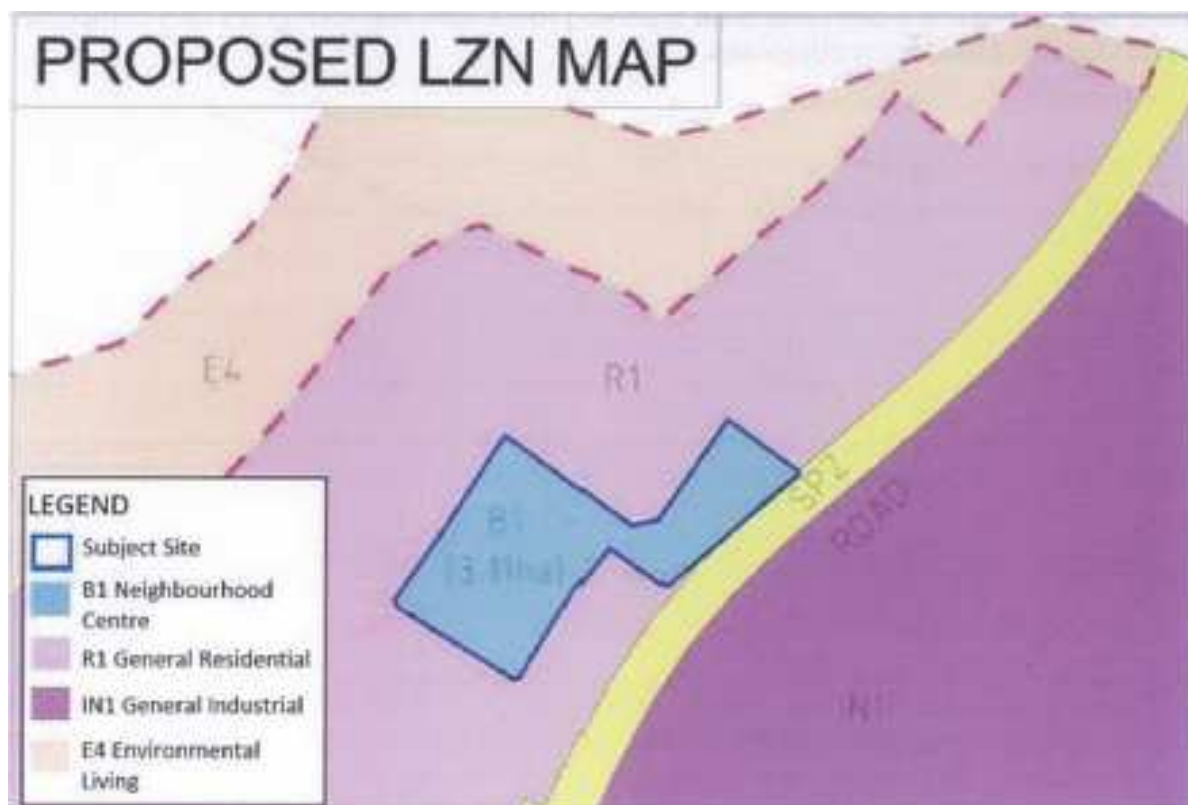 PROPOSED LZN MAP
E4
R1
B1
SP2
ROAD
IN1
LEGEND
Subject Site
B1 Neighbourhood
Centre
R1 General Residential
IN1 General Industrial
E4 Environmental
Living